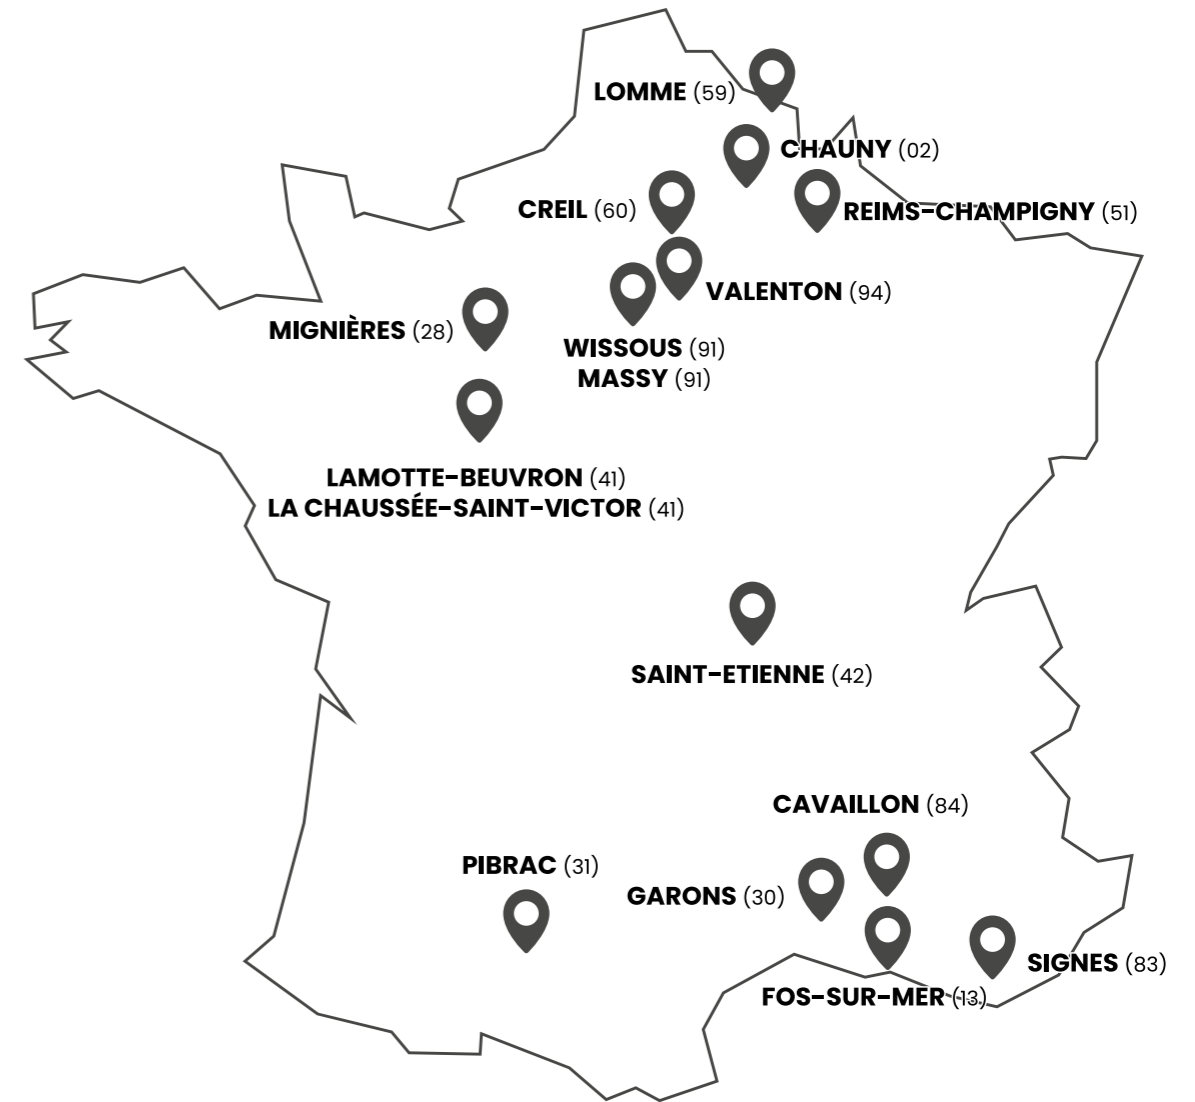 LOMME (59)
CHAUNY (02)
CREIL (60)
REIMS-CHAMPIGNY (51)
VALENTON (94)
MIGNIÈRES (28)
WISSOUS (91)
MASSY (91)
LAMOTTE-BEUVRON (41)
LA CHAUSSÉE-SAINT-VICTOR (41)
SAINT-ETIENNE (42)
CAVAILLON (84)
PIBRAC (31)
GARONS (30)
SIGNES (83)
FOS-SUR-MER (13)